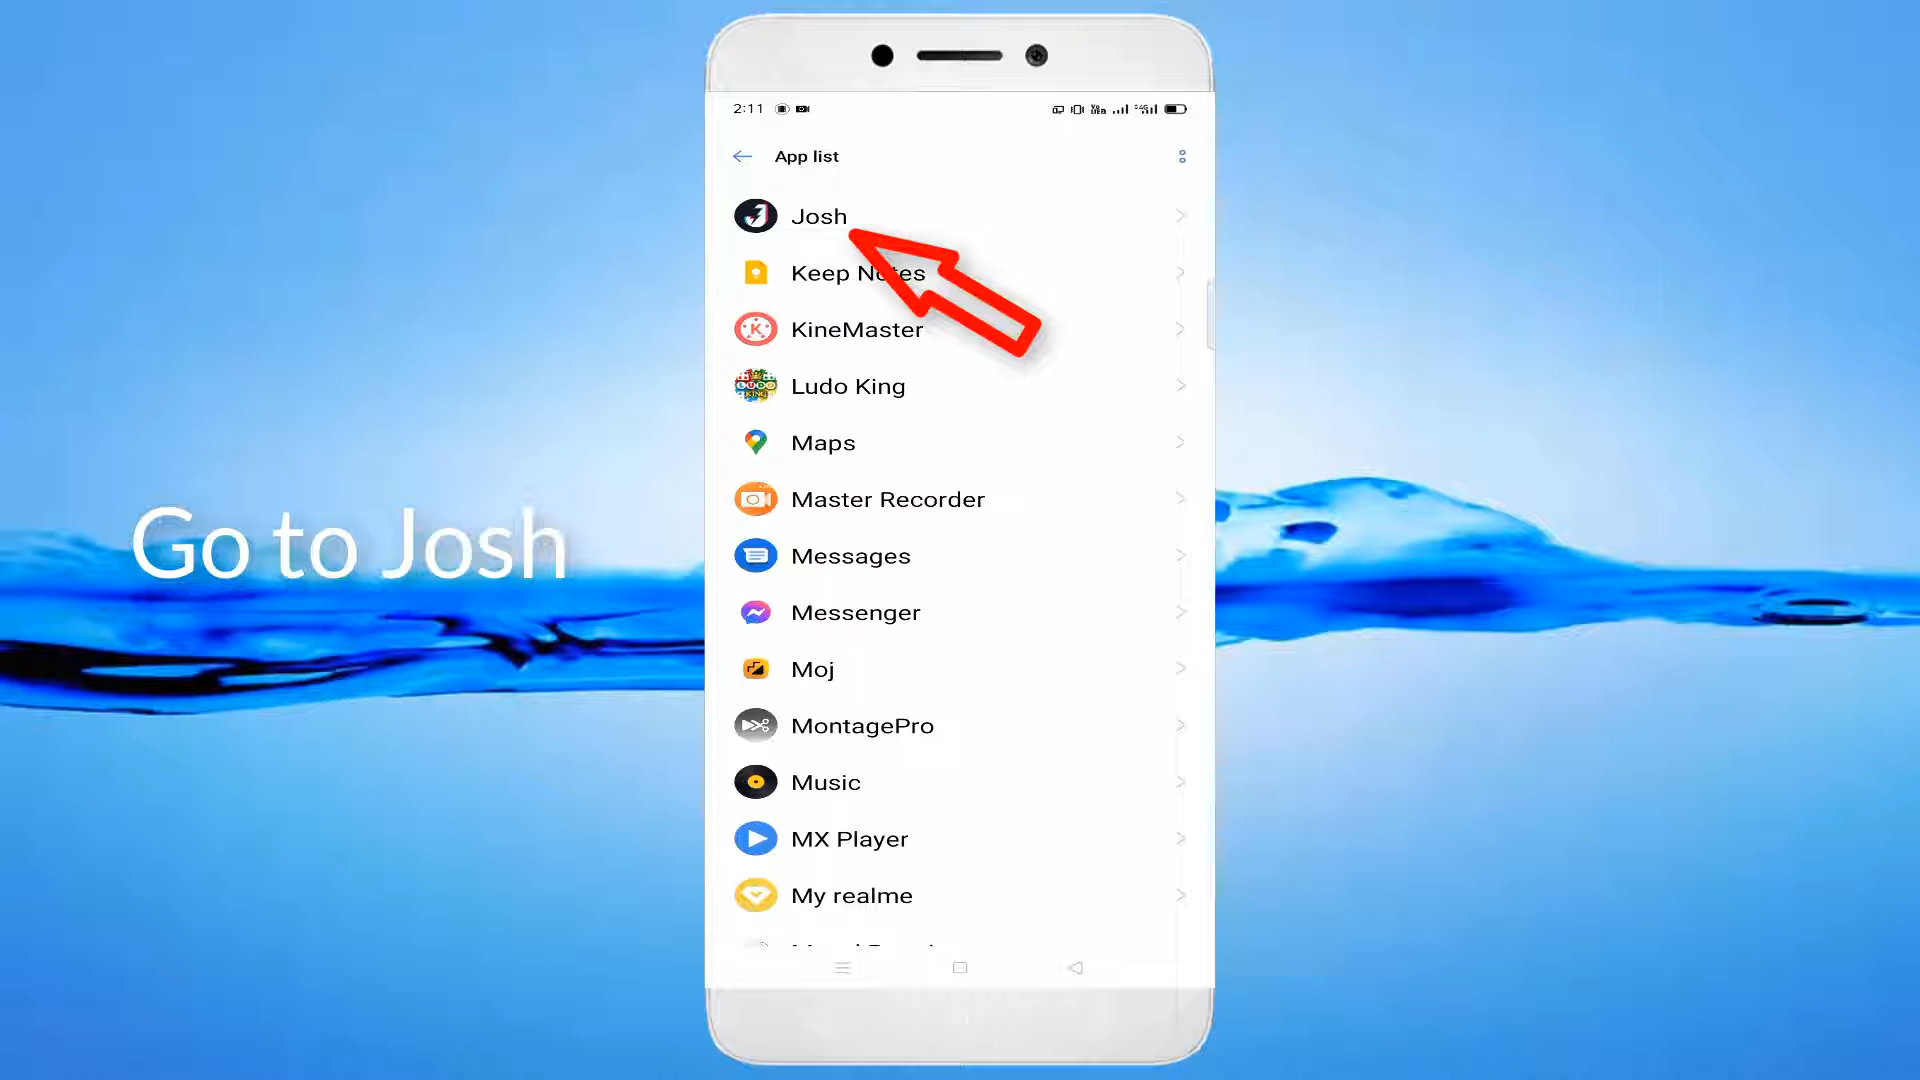 2:11
App list
Josh
Keep Notes
KineMaster
Ludo King
Maps
Master Recorder
Go to Josh
Messages
Messenger
Moj
MontagePro
Music
MX Player
My realme